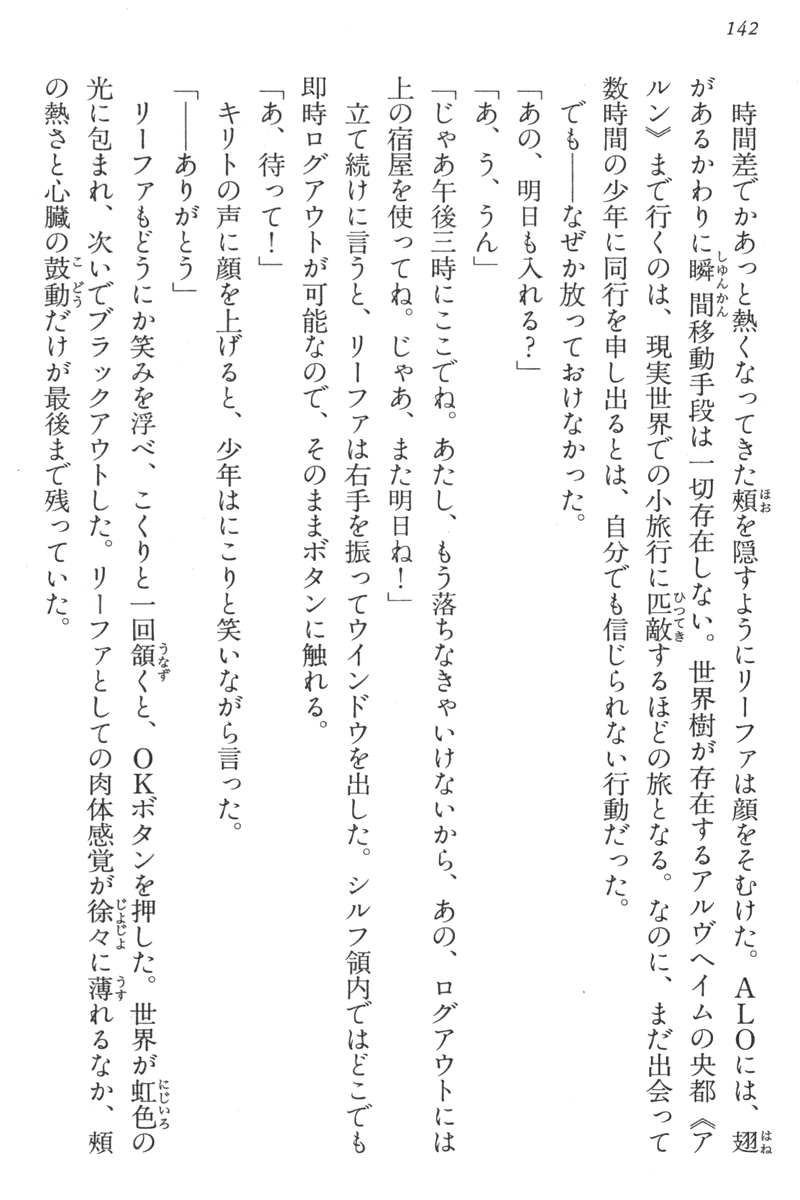 142
時間差でかあっと熱くなってきた頬を隠すようにリーファは顔をそむけた。ALOには、翅
があるかわりに瞬間移動手段は一切存在しない。世界樹が存在するアルヴヘイムの央都《ア
ルン》まで行くのは、現実世界での小旅行に匹敵するほどの旅となる。なのに、まだ出会って
数時間の少年に同行を申し出るとは、自分でも信じられない行動だった。
でも――なぜか放っておけなかった。
「あの、明日も入れる?」
「あ、う、うん」
「じゃあ午後三時にここでね。あたし、もう落ちなきゃいけないから、あの、ログアウトには
上の宿屋を使ってね。じゃあ、また明日ね!」
立て続けに言うと、リーファは右手を振ってウインドウを出した。シルフ領内ではどこでも
即時ログアウトが可能なので、そのままボタンに触れる。
「あ、待って!」
キリトの声に顔を上げると、少年はにこりと笑いながら言った。
「――ありがとう」
リーファもどうにか笑みを浮べ、こくりと一回頷くと、OKボタンを押した。世界が虹色の
光に包まれ、次いでブラックアウトした。リーファとしての肉体感覚が徐々に薄れるなか、頬
の熱さと心臓の鼓動だけが最後まで残っていた。